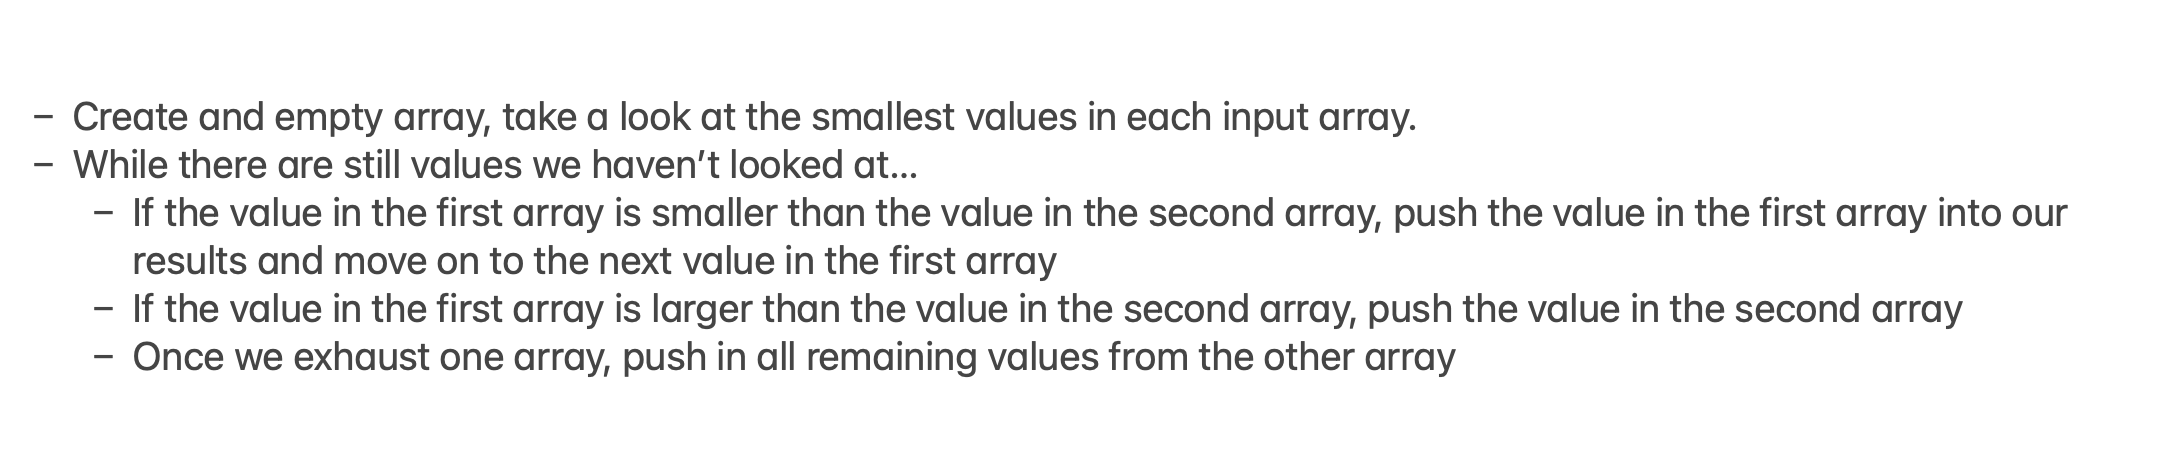 – Create and empty array, take a look at the smallest values in each input array.
– While there are still values we haven’t looked at...
– If the value in the first array is smaller than the value in the second array, push the value in the first array into our
results and move on to the next value in the first array
– If the value in the first array is larger than the value in the second array, push the value in the second array
– Once we exhaust one array, push in all remaining values from the other array